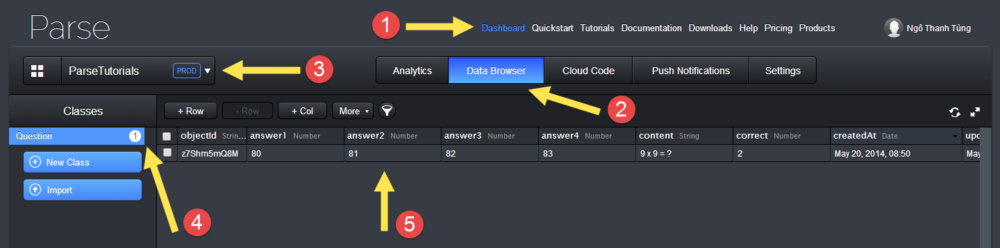 Parse
1
Dashboard Quickstart Tutorials Documentation Downloads Help Pricing Products
Ngô Thanh Tùng
ParseTutorials PROD
3
Analytics Data Browser Cloud Code Push Notifications Settings
2
Classes
+ Row - Row + Col More
Question 1
objectId Strin... answer1 Number answer2 Number answer3 Number answer4 Number content String correct Number createdAt Date upd
z7Shm5mQ8M 80 81 82 83 9 x 9 = ? 2 May 20, 2014, 08:50 May
New Class
Import
4
5